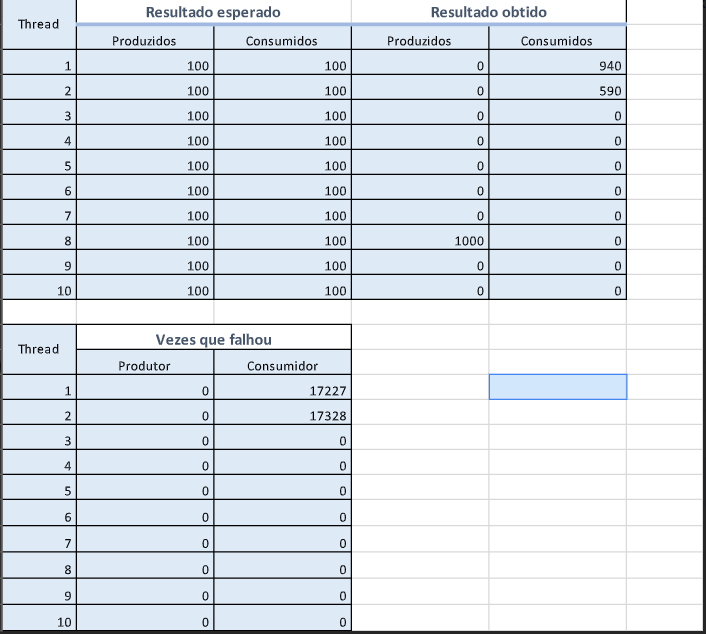 Thread Resultado esperado Resultado obtido
Produzidos Consumidos Produzidos Consumidos
1 100 100 0 940
2 100 100 0 590
3 100 100 0 0
4 100 100 0 0
5 100 100 0 0
6 100 100 0 0
7 100 100 0 0
8 100 100 1000 0
9 100 100 0 0
10 100 100 0 0
Thread Vezes que falhou
Produtor Consumidor
1 0 17227
2 0 17328
3 0 0
4 0 0
5 0 0
6 0 0
7 0 0
8 0 0
9 0 0
10 0 0